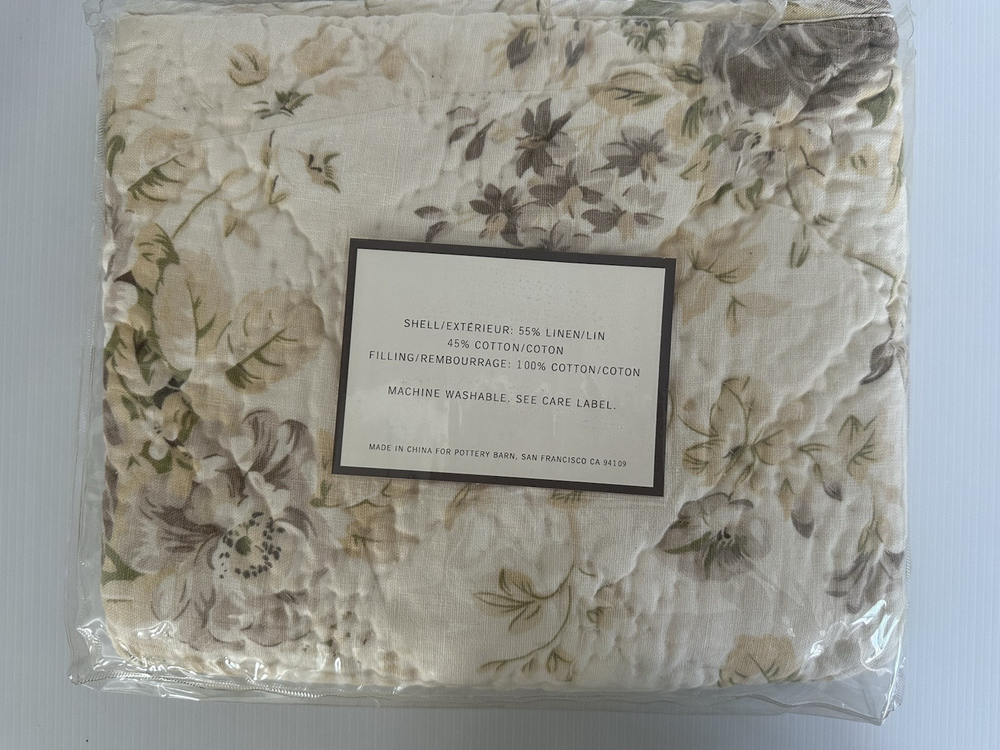 SHELL/EXTÉRIEUR: 55% LINEN/LIN
45% COTTON/COTON
FILLING/REMBOURRAGE: 100% COTTON/COTON
MACHINE WASHABLE. SEE CARE LABEL.
MADE IN CHINA FOR POTTERY BARN, SAN FRANCISCO CA 94109